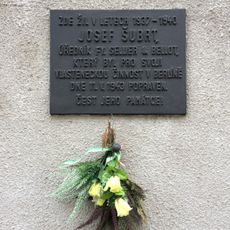 ZDE ŽIL V LETECH 1937-1940
JOSEF ŠUBRT,
ÚŘEDNÍK FY. SELLIER & BELLOT,
KTERÝ BYL PRO SVOJI
VLASTENECKOU ČINNOST V BERLÍNĚ
DNE 11.V.1943 POPRAVEN.
ČEST JEHO PAMÁTCE!